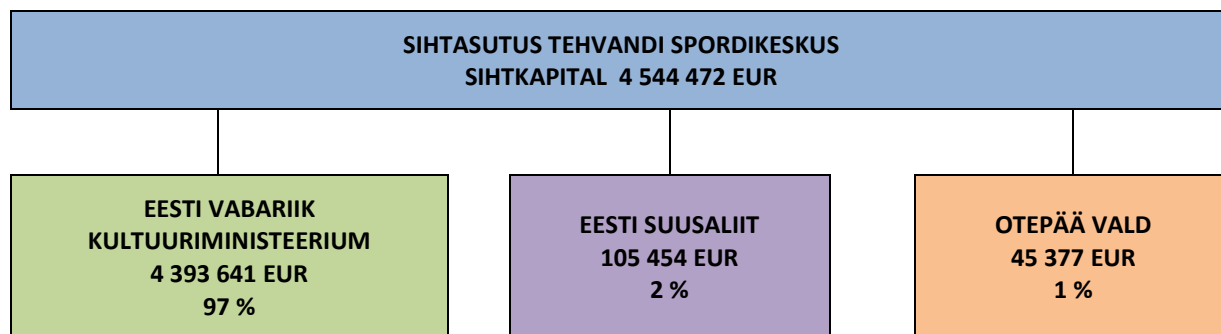 SIHTASUTUS TEHVANDI SPORDIKESKUS
SIHTKAPITAL 4 544 472 EUR
EESTI VABARIIK
KULTUURIMINISTEERIUM
4 393 641 EUR
97 %
EESTI SUUSALIIT
105 454 EUR
2 %
OTEPÄÄ VALD
45 377 EUR
1 %